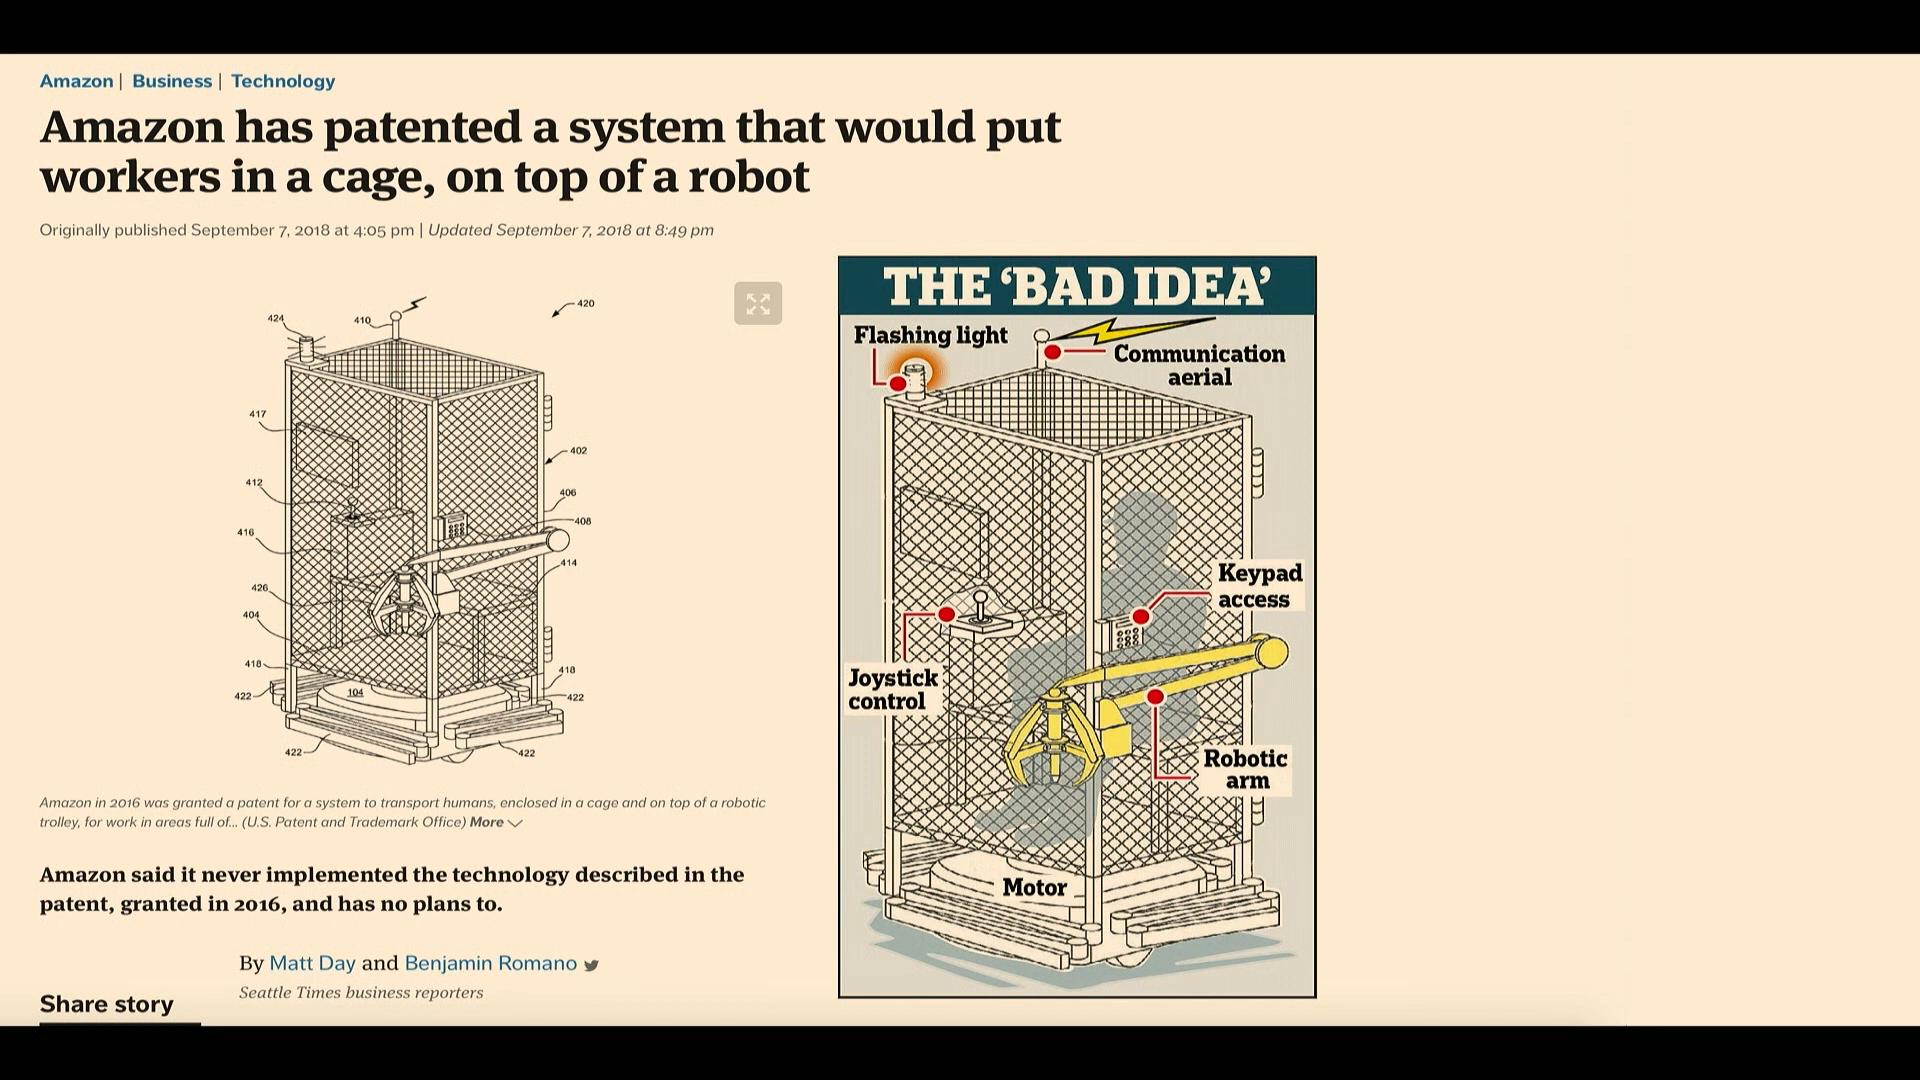 Amazon | Business | Technology
Amazon has patented a system that would put
workers in a cage, on top of a robot
Originally published September 7, 2018 at 4:05 pm | Updated September 7, 2018 at 8:49 pm
420
424
410
417
402
412
406
408
416
414
426
404
418
418
422
104
422
422
422
Amazon in 2016 was granted a patent for a system to transport humans, enclosed in a cage and on top of a robotic
trolley, for work in areas full of... (U.S. Patent and Trademark Office) More
Amazon said it never implemented the technology described in the
patent, granted in 2016, and has no plans to.
By Matt Day and Benjamin Romano
Seattle Times business reporters
Share story
THE ‘BAD IDEA’
Flashing light
Communication
aerial
Keypad
access
Joystick
control
Robotic
arm
Motor